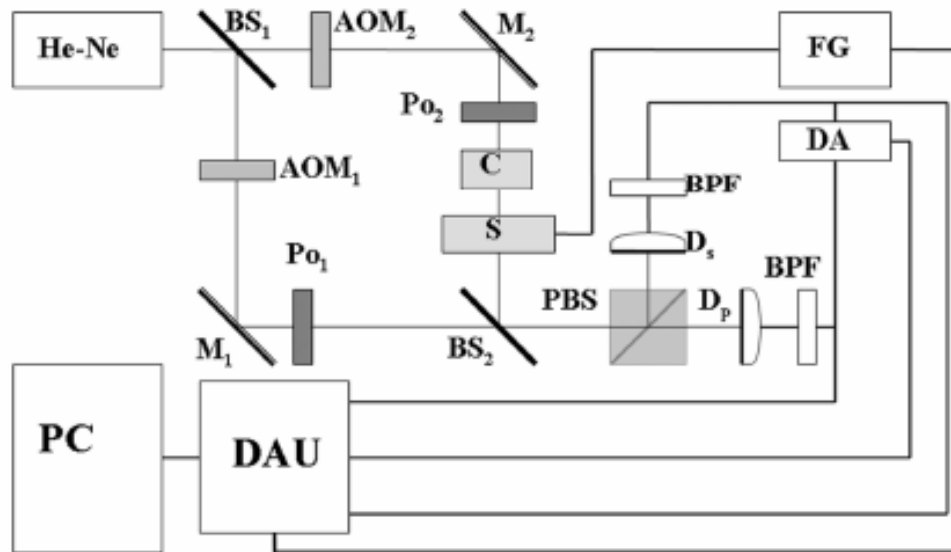 He-Ne
BS₁
AOM₂
M₂
FG
Po₂
DA
AOM₁
C
BPF
S
Dₛ
Po₁
BPF
PBS
Dₚ
M₁
BS₂
PC
DAU